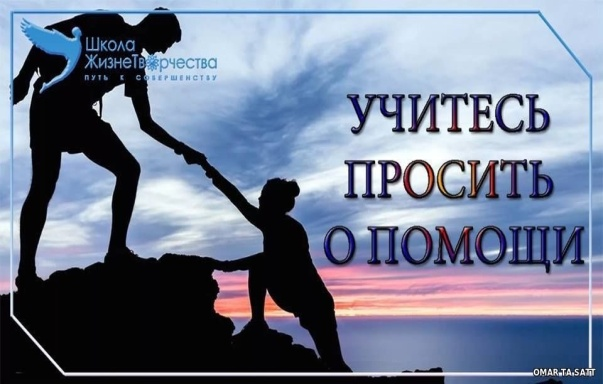 Школа
ЖизнеТворчества
ПУТЬ К СОВЕРШЕНСТВУ
УЧИТЕСЬ
ПРОСИТЬ
О ПОМОЩИ
OMAR TA SATT